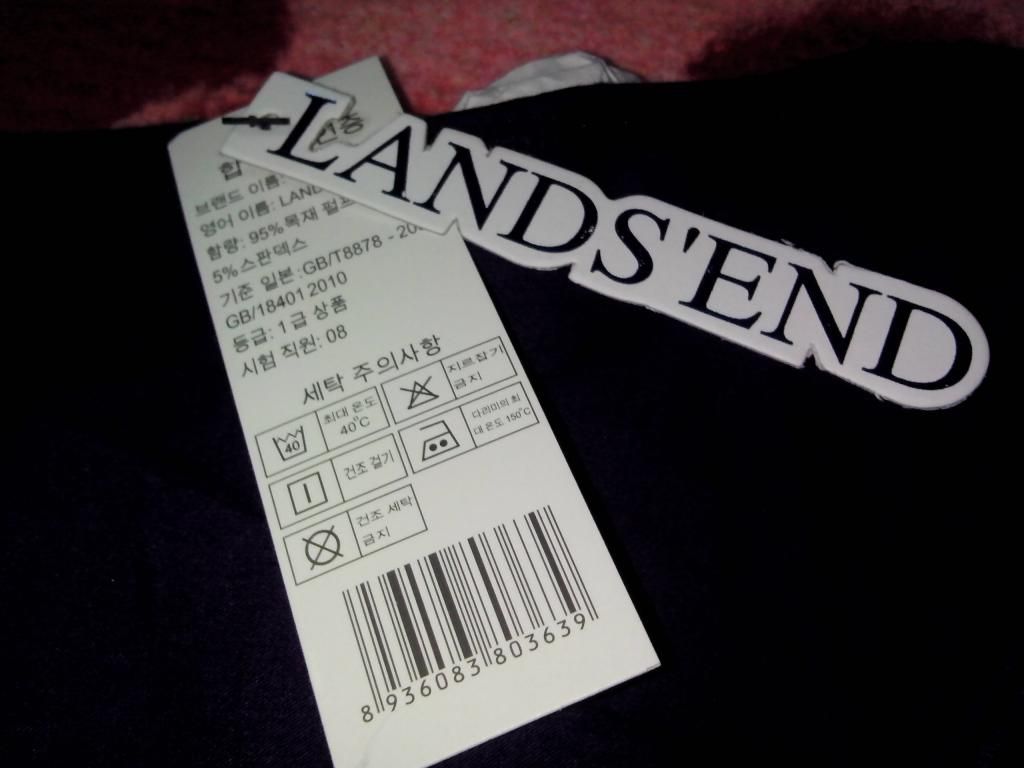 LANDS'END
합
브랜드 이름:
영어 이름: LAND
함량: 95% 목재 펄프
5% 스판덱스
기준 일본:GB/T8878 - 20
GB/18401 2010
등급: 1 급 상품
시험 직원: 08
세탁 주의사항
40
최대 온도
40°C
지르잡기
금지
건조 걸기
다리미의 최
대 온도 150°C
건조 세탁
금지
8 936083 803639